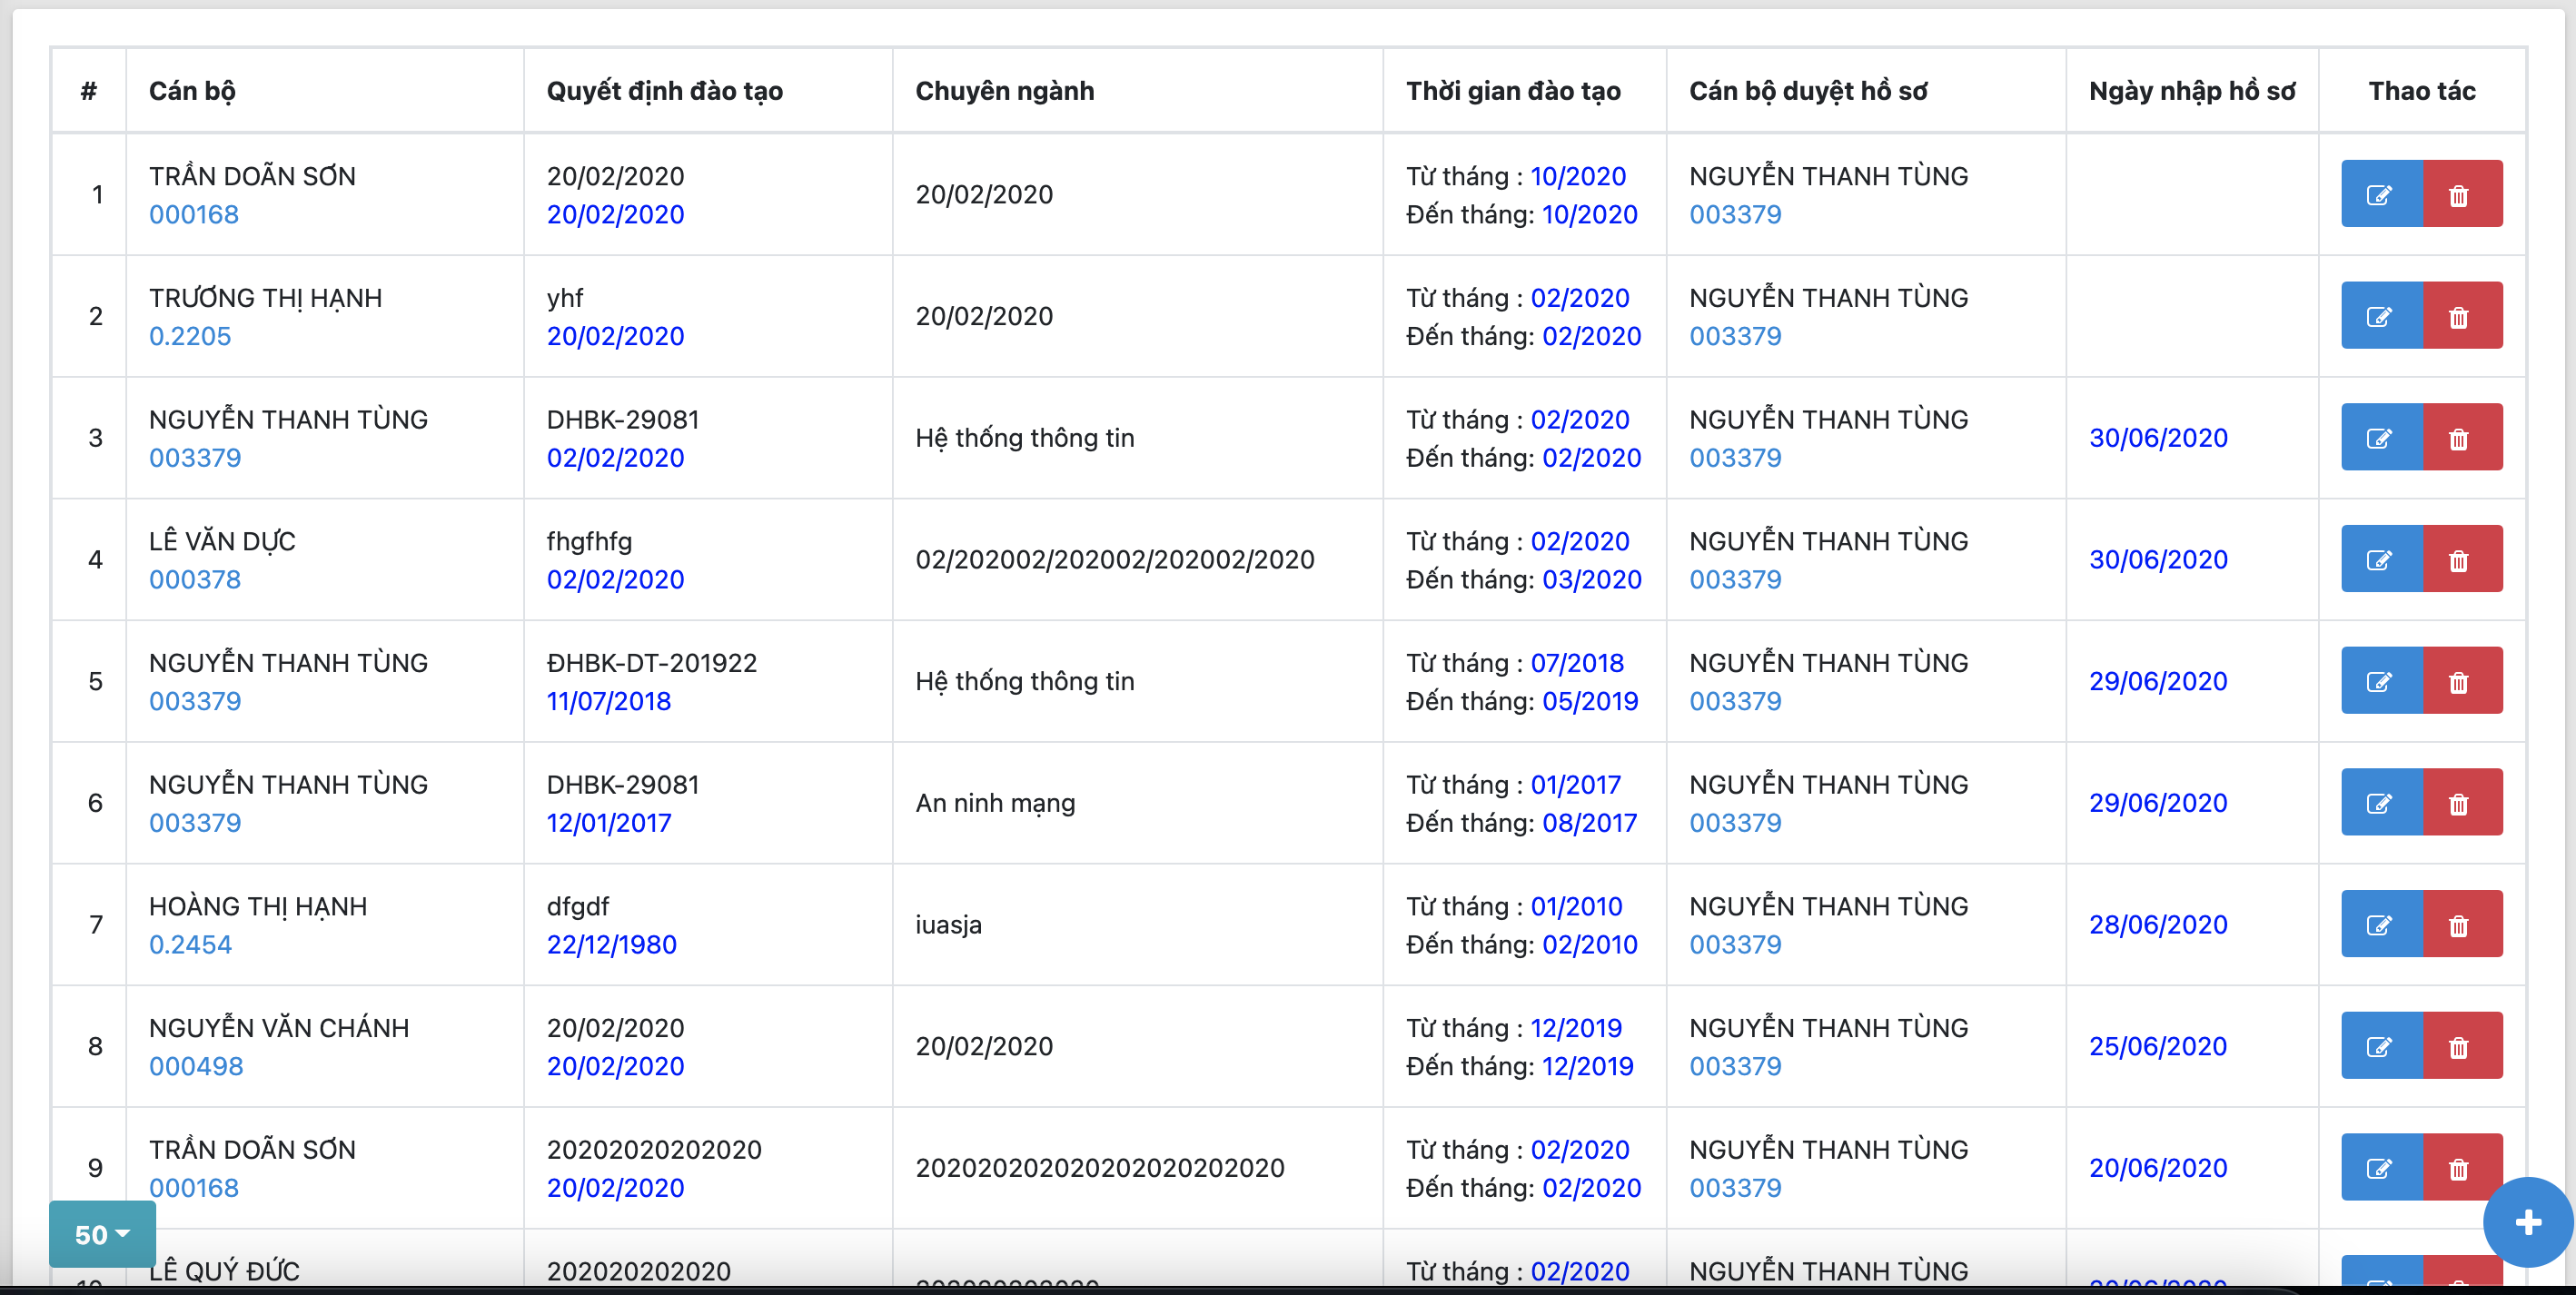 # Cán bộ Quyết định đào tạo Chuyên ngành Thời gian đào tạo Cán bộ duyệt hồ sơ Ngày nhập hồ sơ Thao tác
1 TRẦN DOÃN SƠN 20/02/2020 20/02/2020 Từ tháng : 10/2020 NGUYỄN THANH TÙNG
000168 20/02/2020 Đến tháng: 10/2020 003379
2 TRƯƠNG THỊ HẠNH yhf 20/02/2020 Từ tháng : 02/2020 NGUYỄN THANH TÙNG
0.2205 20/02/2020 Đến tháng: 02/2020 003379
3 NGUYỄN THANH TÙNG DHBK-29081 Hệ thống thông tin Từ tháng : 02/2020 NGUYỄN THANH TÙNG 30/06/2020
003379 02/02/2020 Đến tháng: 02/2020 003379
4 LÊ VĂN DỰC fhgfhfg 02/202002/202002/202002/2020 Từ tháng : 02/2020 NGUYỄN THANH TÙNG 30/06/2020
000378 02/02/2020 Đến tháng: 03/2020 003379
5 NGUYỄN THANH TÙNG ĐHBK-DT-201922 Hệ thống thông tin Từ tháng : 07/2018 NGUYỄN THANH TÙNG 29/06/2020
003379 11/07/2018 Đến tháng: 05/2019 003379
6 NGUYỄN THANH TÙNG DHBK-29081 An ninh mạng Từ tháng : 01/2017 NGUYỄN THANH TÙNG 29/06/2020
003379 12/01/2017 Đến tháng: 08/2017 003379
7 HOÀNG THỊ HẠNH dfgdf iuasja Từ tháng : 01/2010 NGUYỄN THANH TÙNG 28/06/2020
0.2454 22/12/1980 Đến tháng: 02/2010 003379
8 NGUYỄN VĂN CHÁNH 20/02/2020 20/02/2020 Từ tháng : 12/2019 NGUYỄN THANH TÙNG 25/06/2020
000498 20/02/2020 Đến tháng: 12/2019 003379
9 TRẦN DOÃN SƠN 20202020202020 202020202020202020202020 Từ tháng : 02/2020 NGUYỄN THANH TÙNG 20/06/2020
000168 20/02/2020 Đến tháng: 02/2020 003379
50
LÊ QUÝ ĐỨC 202020202020 Từ tháng : 02/2020 NGUYỄN THANH TÙNG